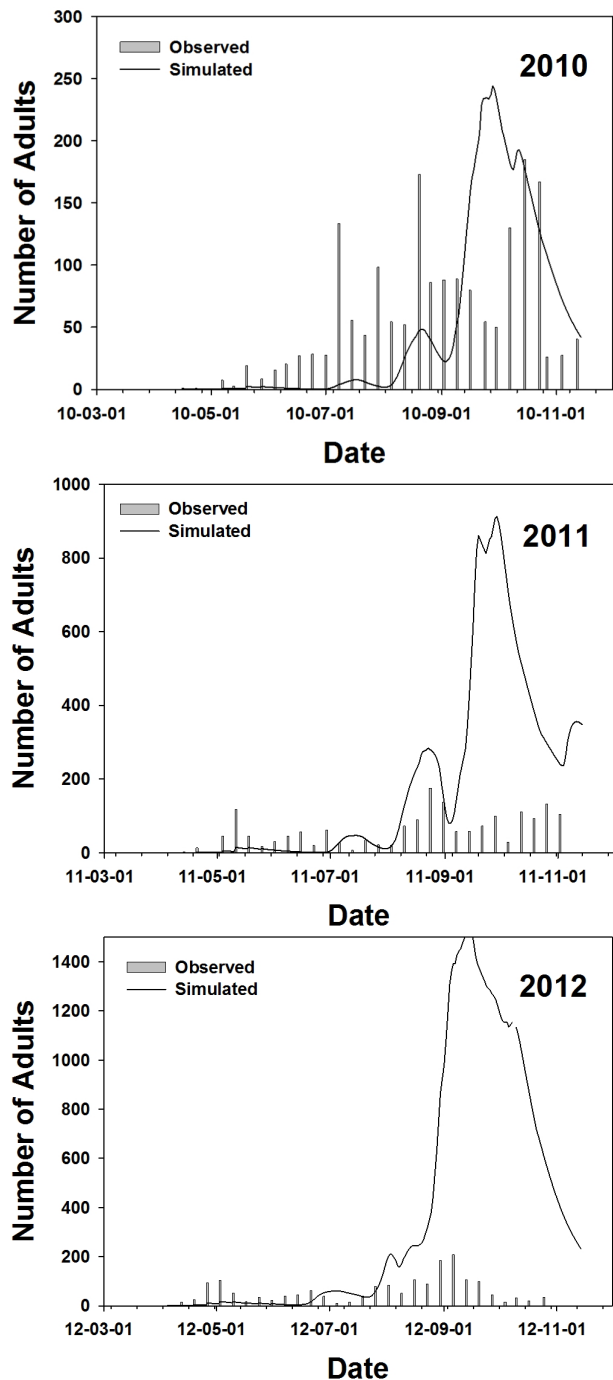 300
Observed
Simulated
2010
250
200
150
100
50
0
Number of Adults
10-03-01 10-05-01 10-07-01 10-09-01 10-11-01
Date
1000
Observed
Simulated
2011
800
600
400
200
0
Number of Adults
11-03-01 11-05-01 11-07-01 11-09-01 11-11-01
Date
1400
Observed
Simulated
2012
1200
1000
800
600
400
200
0
Number of Adults
12-03-01 12-05-01 12-07-01 12-09-01 12-11-01
Date